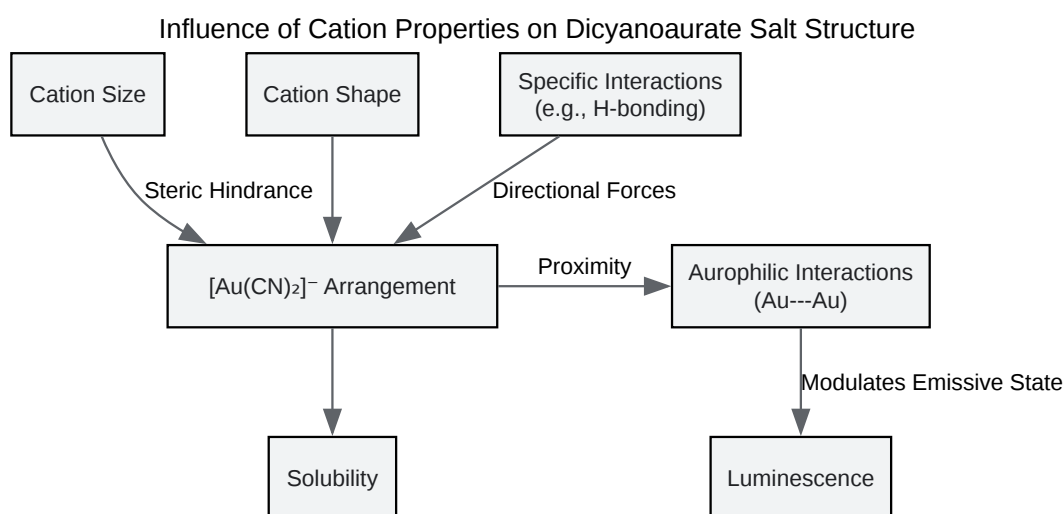 Influence of Cation Properties on Dicyanoaurate Salt Structure
Cation Size
Cation Shape
Specific Interactions
(e.g., H-bonding)
Steric Hindrance
Directional Forces
[Au(CN)₂]⁻ Arrangement
Proximity
Aurophilic Interactions
(Au---Au)
Modulates Emissive State
Solubility
Luminescence